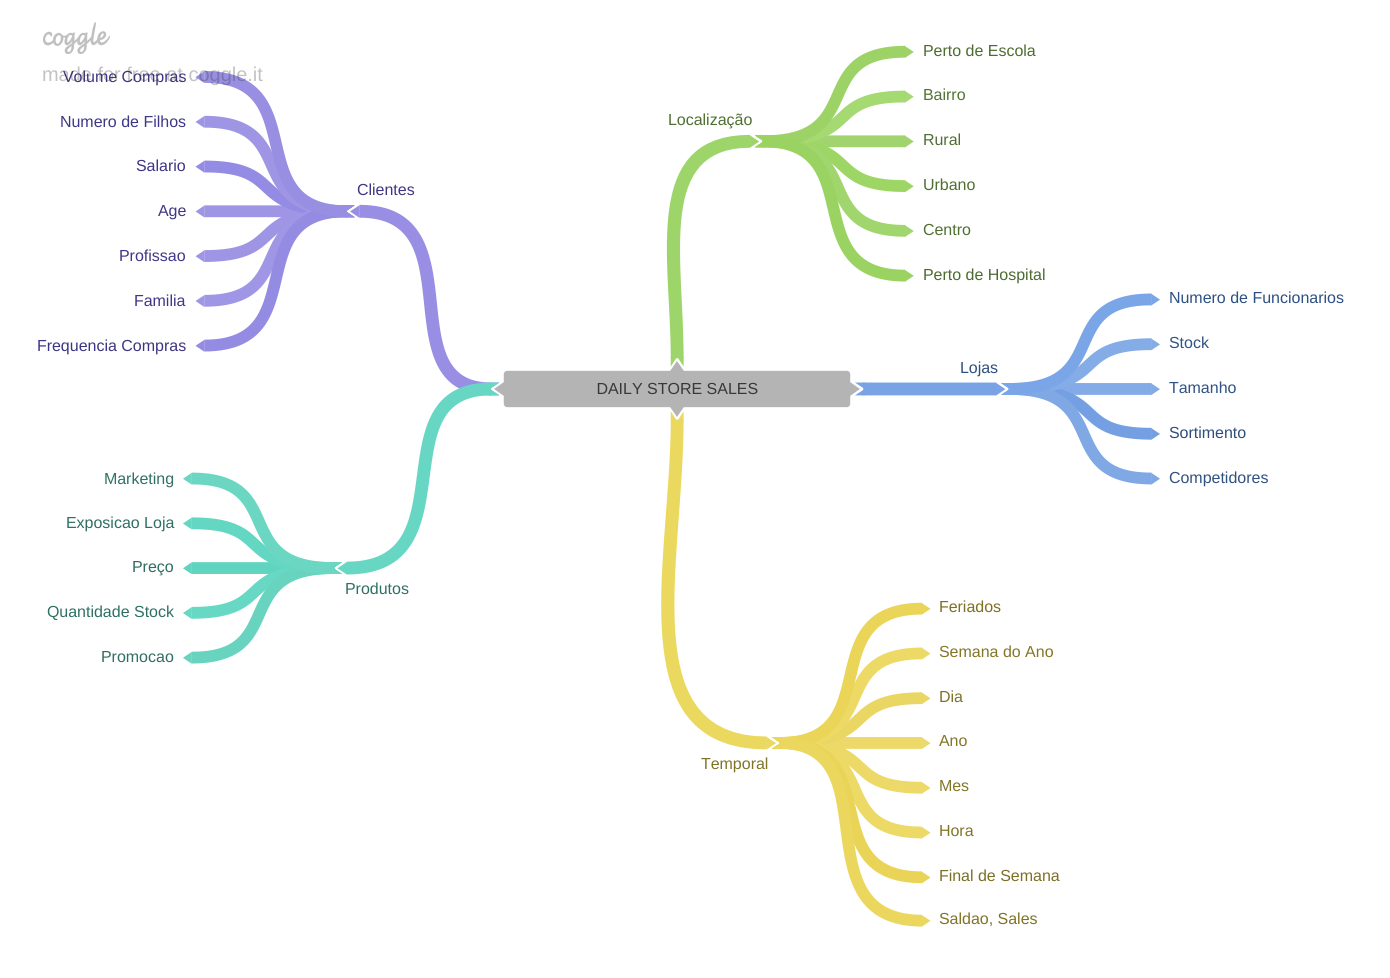 coggle
made for free at coggle.it
Volume Compras
Numero de Filhos
Salario
Age
Profissao
Familia
Frequencia Compras
Clientes
Marketing
Exposicao Loja
Preço
Quantidade Stock
Promocao
Produtos
DAILY STORE SALES
Localização
Perto de Escola
Bairro
Rural
Urbano
Centro
Perto de Hospital
Lojas
Numero de Funcionarios
Stock
Tamanho
Sortimento
Competidores
Temporal
Feriados
Semana do Ano
Dia
Ano
Mes
Hora
Final de Semana
Saldao, Sales